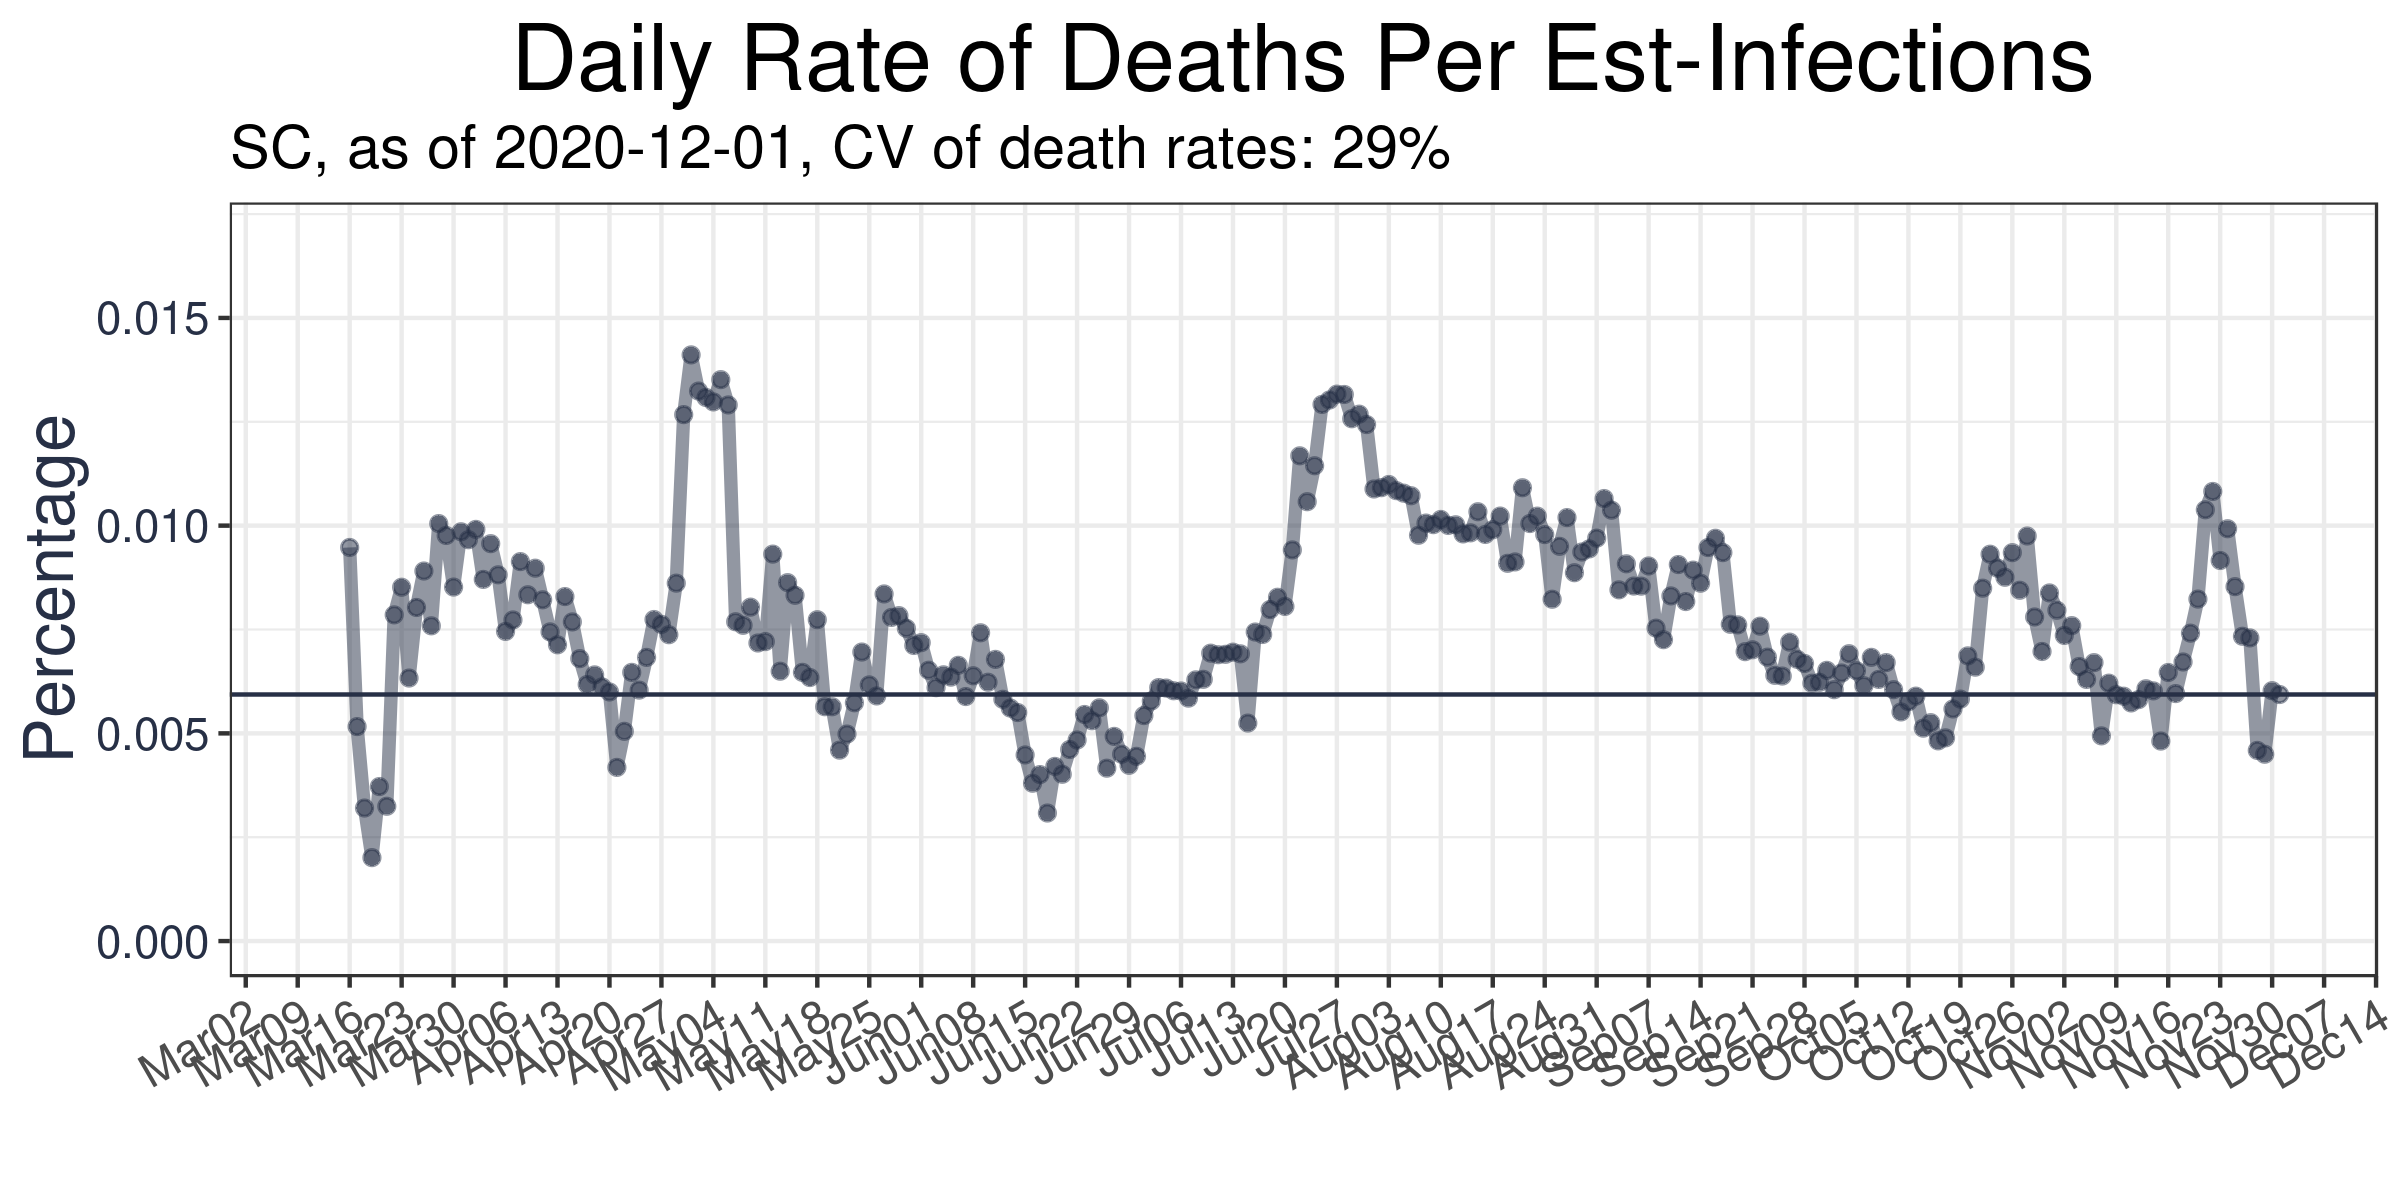 Daily Rate of Deaths Per Est-Infections
SC, as of 2020-12-01, CV of death rates: 29%
Percentage
0.015
0.010
0.005
0.000
Mar02 Mar09 Mar16 Mar23 Mar30 Apr06 Apr13 Apr20 Apr27 May04 May11 May18 May25 Jun01 Jun08 Jun15 Jun22 Jun29 Jul06 Jul13 Jul20 Jul27 Aug03 Aug10 Aug17 Aug24 Aug31 Sep07 Sep14 Sep21 Sep28 Oct05 Oct12 Oct19 Oct26 Nov02 Nov09 Nov16 Nov23 Nov30 Dec07 Dec14